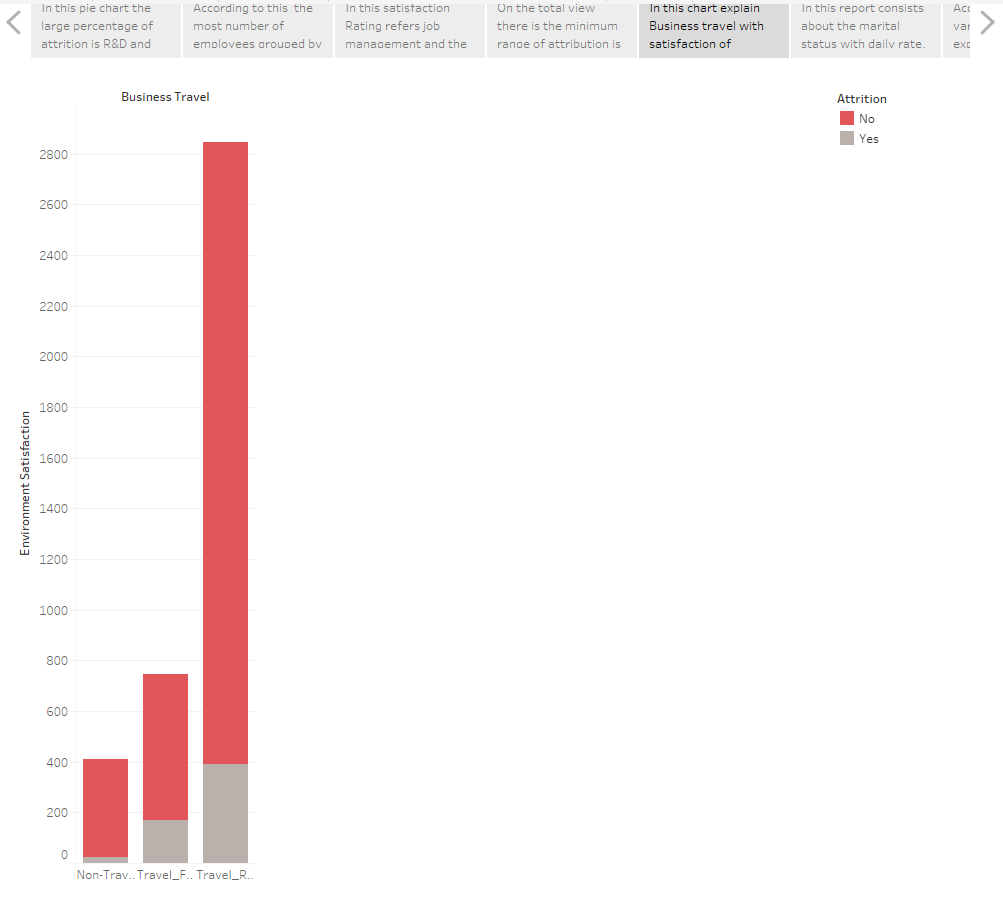 In this pie chart the
large percentage of
attrition is R&D and
According to this the
most number of
employees grouped by
In this satisfaction
Rating refers job
management and the
On the total view
there is the minimum
range of attribution is
In this chart explain
Business travel with
satisfaction of
In this report consists
about the marital
status with daily rate.
Business Travel
Attrition
No
Yes
2800
2600
2400
2200
2000
1800
1600
1400
1200
1000
800
600
400
200
0
Environment Satisfaction
Non-Trav..
Travel_F..
Travel_R..